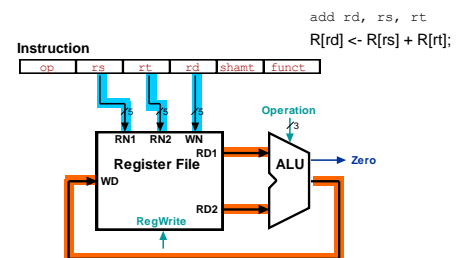 add rd, rs, rt
R[rd] <- R[rs] + R[rt];
Instruction
op rs rt rd shamt funct
5 5 5
Operation
3
RN1 RN2 WN
RD1
Register File
ALU
Zero
WD
RD2
RegWrite